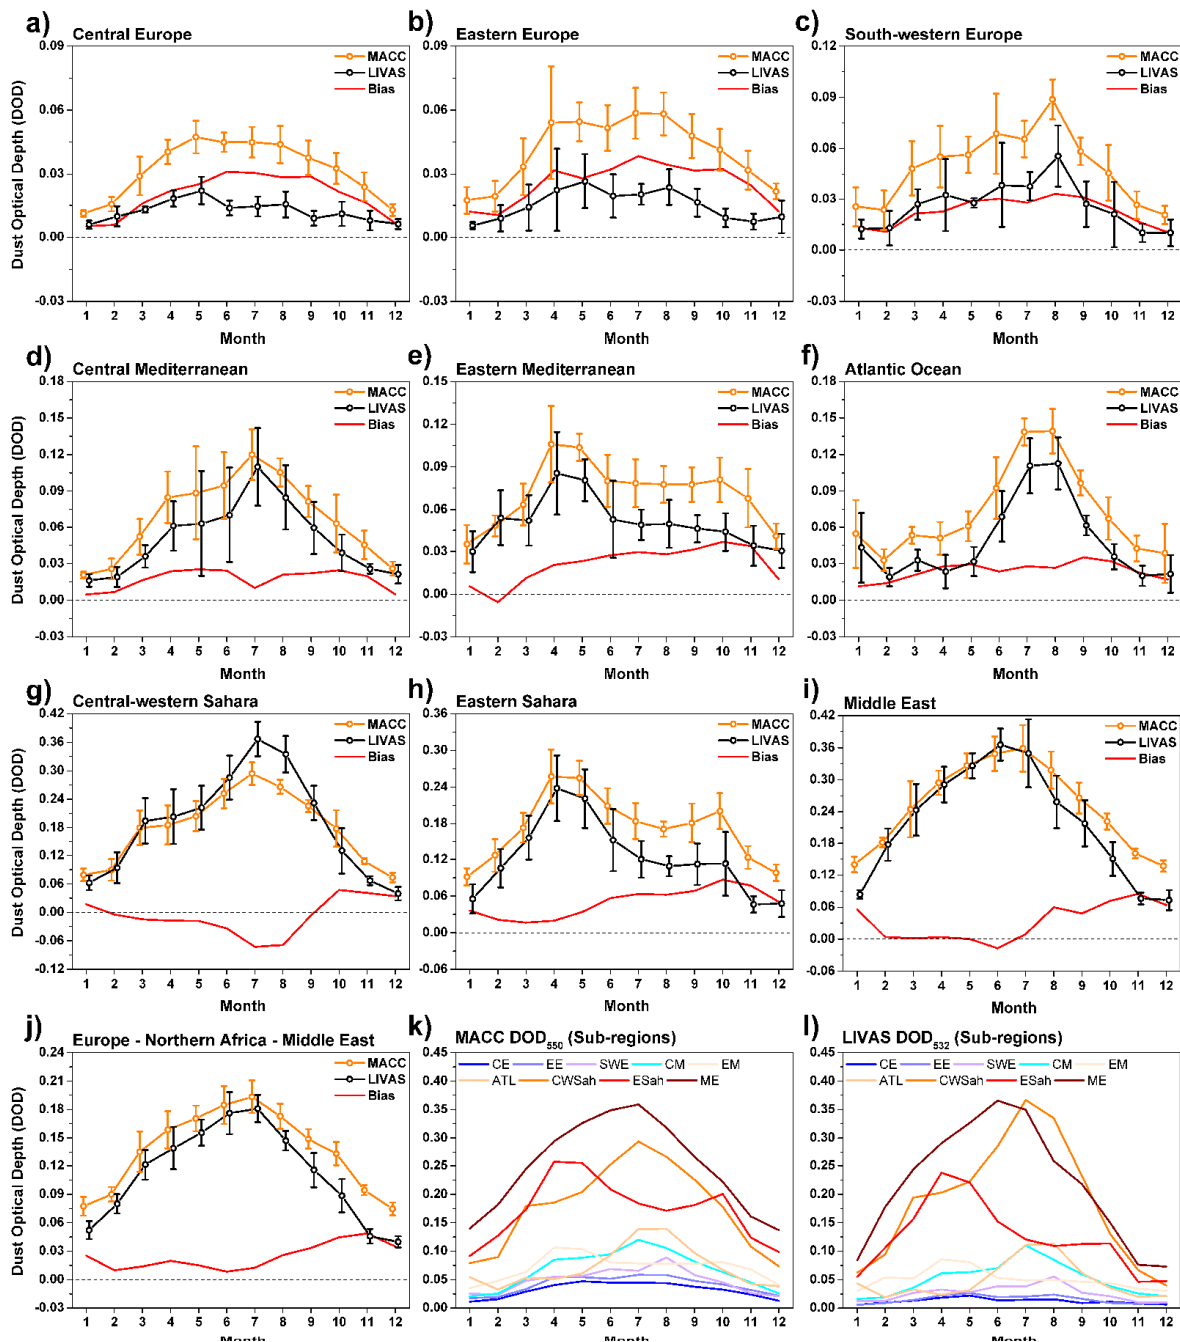 a) Central Europe
0.09
0.06
0.03
0.00
-0.03
MACC
LIVAS
Bias
Dust Optical Depth (DOD)
1 2 3 4 5 6 7 8 9 10 11 12
Month
b) Eastern Europe
0.09
0.06
0.03
0.00
-0.03
MACC
LIVAS
Bias
1 2 3 4 5 6 7 8 9 10 11 12
Month
c) South-western Europe
0.12
0.09
0.06
0.03
0.00
-0.03
MACC
LIVAS
Bias
1 2 3 4 5 6 7 8 9 10 11 12
Month
d) Central Mediterranean
0.18
0.15
0.12
0.09
0.06
0.03
0.00
-0.03
MACC
LIVAS
Bias
Dust Optical Depth (DOD)
1 2 3 4 5 6 7 8 9 10 11 12
Month
e) Eastern Mediterranean
0.15
0.12
0.09
0.06
0.03
0.00
-0.03
MACC
LIVAS
Bias
1 2 3 4 5 6 7 8 9 10 11 12
Month
f) Atlantic Ocean
0.18
0.15
0.12
0.09
0.06
0.03
0.00
-0.03
MACC
LIVAS
Bias
1 2 3 4 5 6 7 8 9 10 11 12
Month
g) Central-western Sahara
0.42
0.36
0.30
0.24
0.18
0.12
0.06
0.00
-0.06
-0.12
MACC
LIVAS
Bias
Dust Optical Depth (DOD)
1 2 3 4 5 6 7 8 9 10 11 12
Month
h) Eastern Sahara
0.36
0.30
0.24
0.18
0.12
0.06
0.00
-0.06
MACC
LIVAS
Bias
1 2 3 4 5 6 7 8 9 10 11 12
Month
i) Middle East
0.42
0.36
0.30
0.24
0.18
0.12
0.06
0.00
-0.06
MACC
LIVAS
Bias
1 2 3 4 5 6 7 8 9 10 11 12
Month
j) Europe - Northern Africa - Middle East
0.24
0.21
0.18
0.15
0.12
0.09
0.06
0.03
0.00
-0.03
MACC
LIVAS
Bias
Dust Optical Depth (DOD)
1 2 3 4 5 6 7 8 9 10 11 12
Month
k) MACC DOD550 (Sub-regions)
0.45
0.40
0.35
0.30
0.25
0.20
0.15
0.10
0.05
0.00
CE EE SWE CM EM
ATL CWSah ESah ME
1 2 3 4 5 6 7 8 9 10 11 12
Month
l) LIVAS DOD532 (Sub-regions)
0.45
0.40
0.35
0.30
0.25
0.20
0.15
0.10
0.05
0.00
CE EE SWE CM EM
ATL CWSah ESah ME
1 2 3 4 5 6 7 8 9 10 11 12
Month